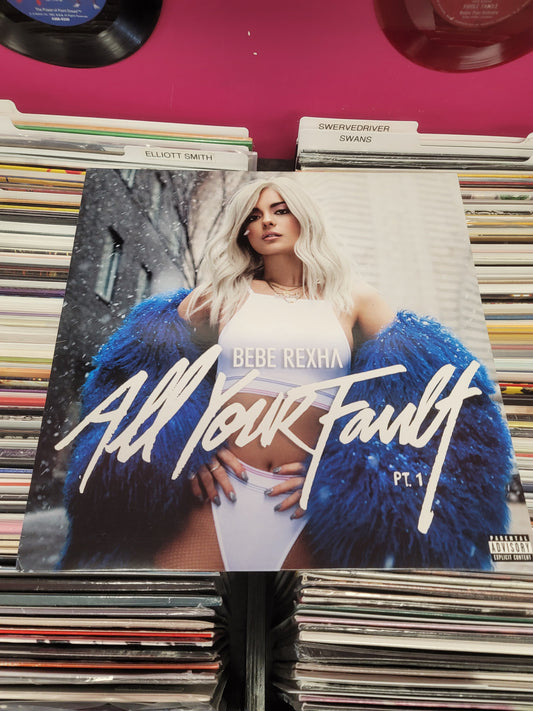 ELLIOTT SMITH
SWERVEDRIVER
SWANS
BEBE REXHA
All Your Fault
PT. 1
PARENTAL
ADVISORY
EXPLICIT CONTENT